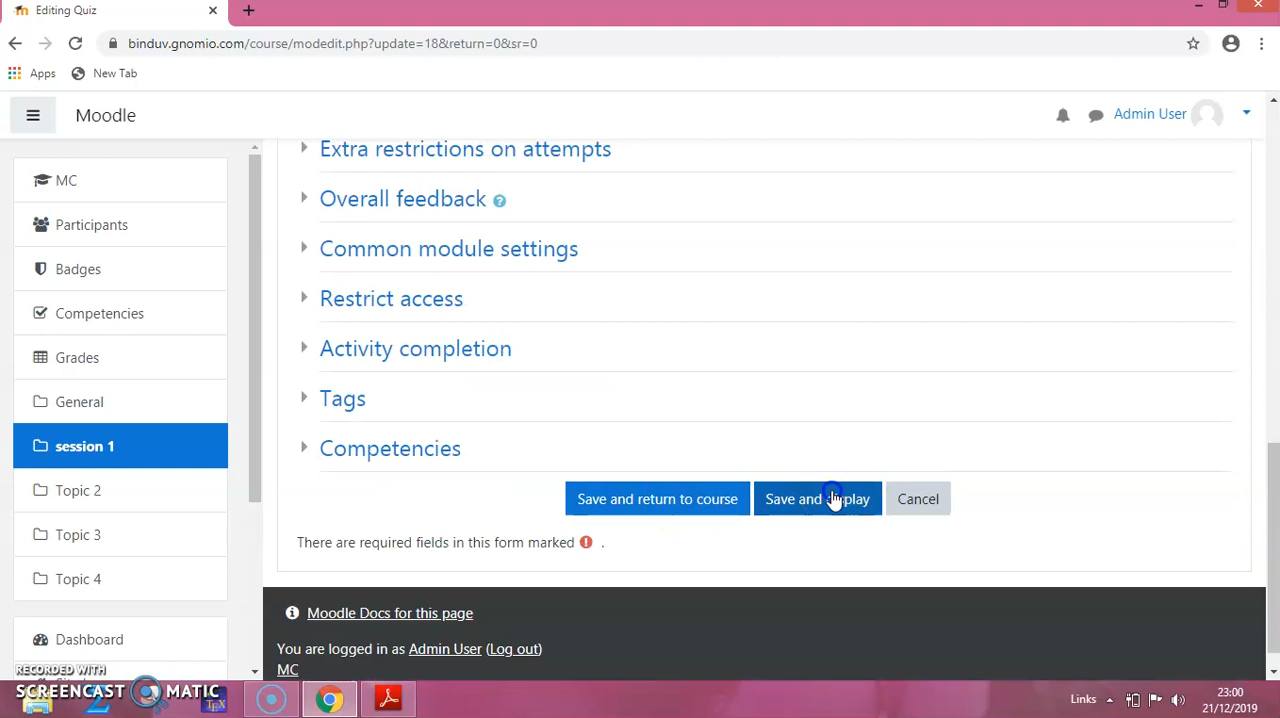 Editing Quiz
binduv.gnomio.com/course/modedit.php?update=18&return=0&sr=0
Apps
New Tab
Moodle
Admin User
MC
Participants
Badges
Competencies
Grades
General
session 1
Topic 2
Topic 3
Topic 4
Dashboard
Extra restrictions on attempts
Overall feedback
Common module settings
Restrict access
Activity completion
Tags
Competencies
Save and return to course
Save and display
Cancel
There are required fields in this form marked .
Moodle Docs for this page
You are logged in as Admin User (Log out)
MC
RECORDED WITH
SCREENCAST MATIC
Links
23:00
21/12/2019